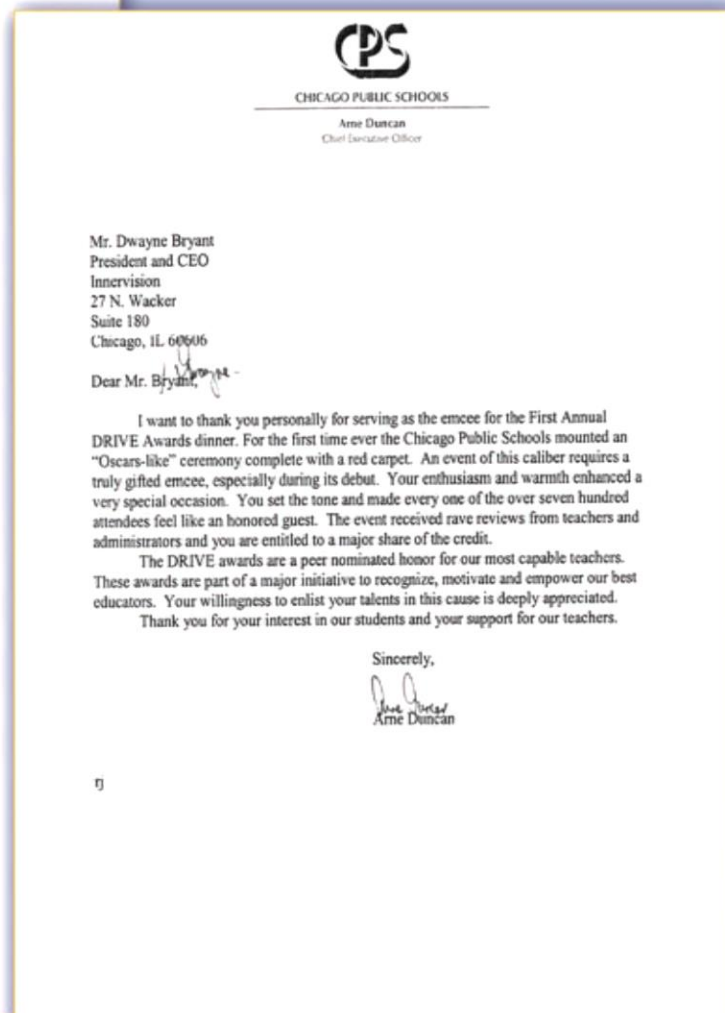 CPS
CHICAGO PUBLIC SCHOOLS
Arne Duncan
Chief Executive Officer
Mr. Dwayne Bryant
President and CEO
Innervision
27 N. Wacker
Suite 180
Chicago, IL 60606
Dear Mr. Bryant, Dwayne -
I want to thank you personally for serving as the emcee for the First Annual
DRIVE Awards dinner. For the first time ever the Chicago Public Schools mounted an
“Oscars-like” ceremony complete with a red carpet. An event of this caliber requires a
truly gifted emcee, especially during its debut. Your enthusiasm and warmth enhanced a
very special occasion. You set the tone and made every one of the over seven hundred
attendees feel like an honored guest. The event received rave reviews from teachers and
administrators and you are entitled to a major share of the credit.
The DRIVE awards are a peer nominated honor for our most capable teachers.
These awards are part of a major initiative to recognize, motivate and empower our best
educators. Your willingness to enlist your talents in this cause is deeply appreciated.
Thank you for your interest in our students and your support for our teachers.
Sincerely,
Arne Duncan
Arne Duncan
rj